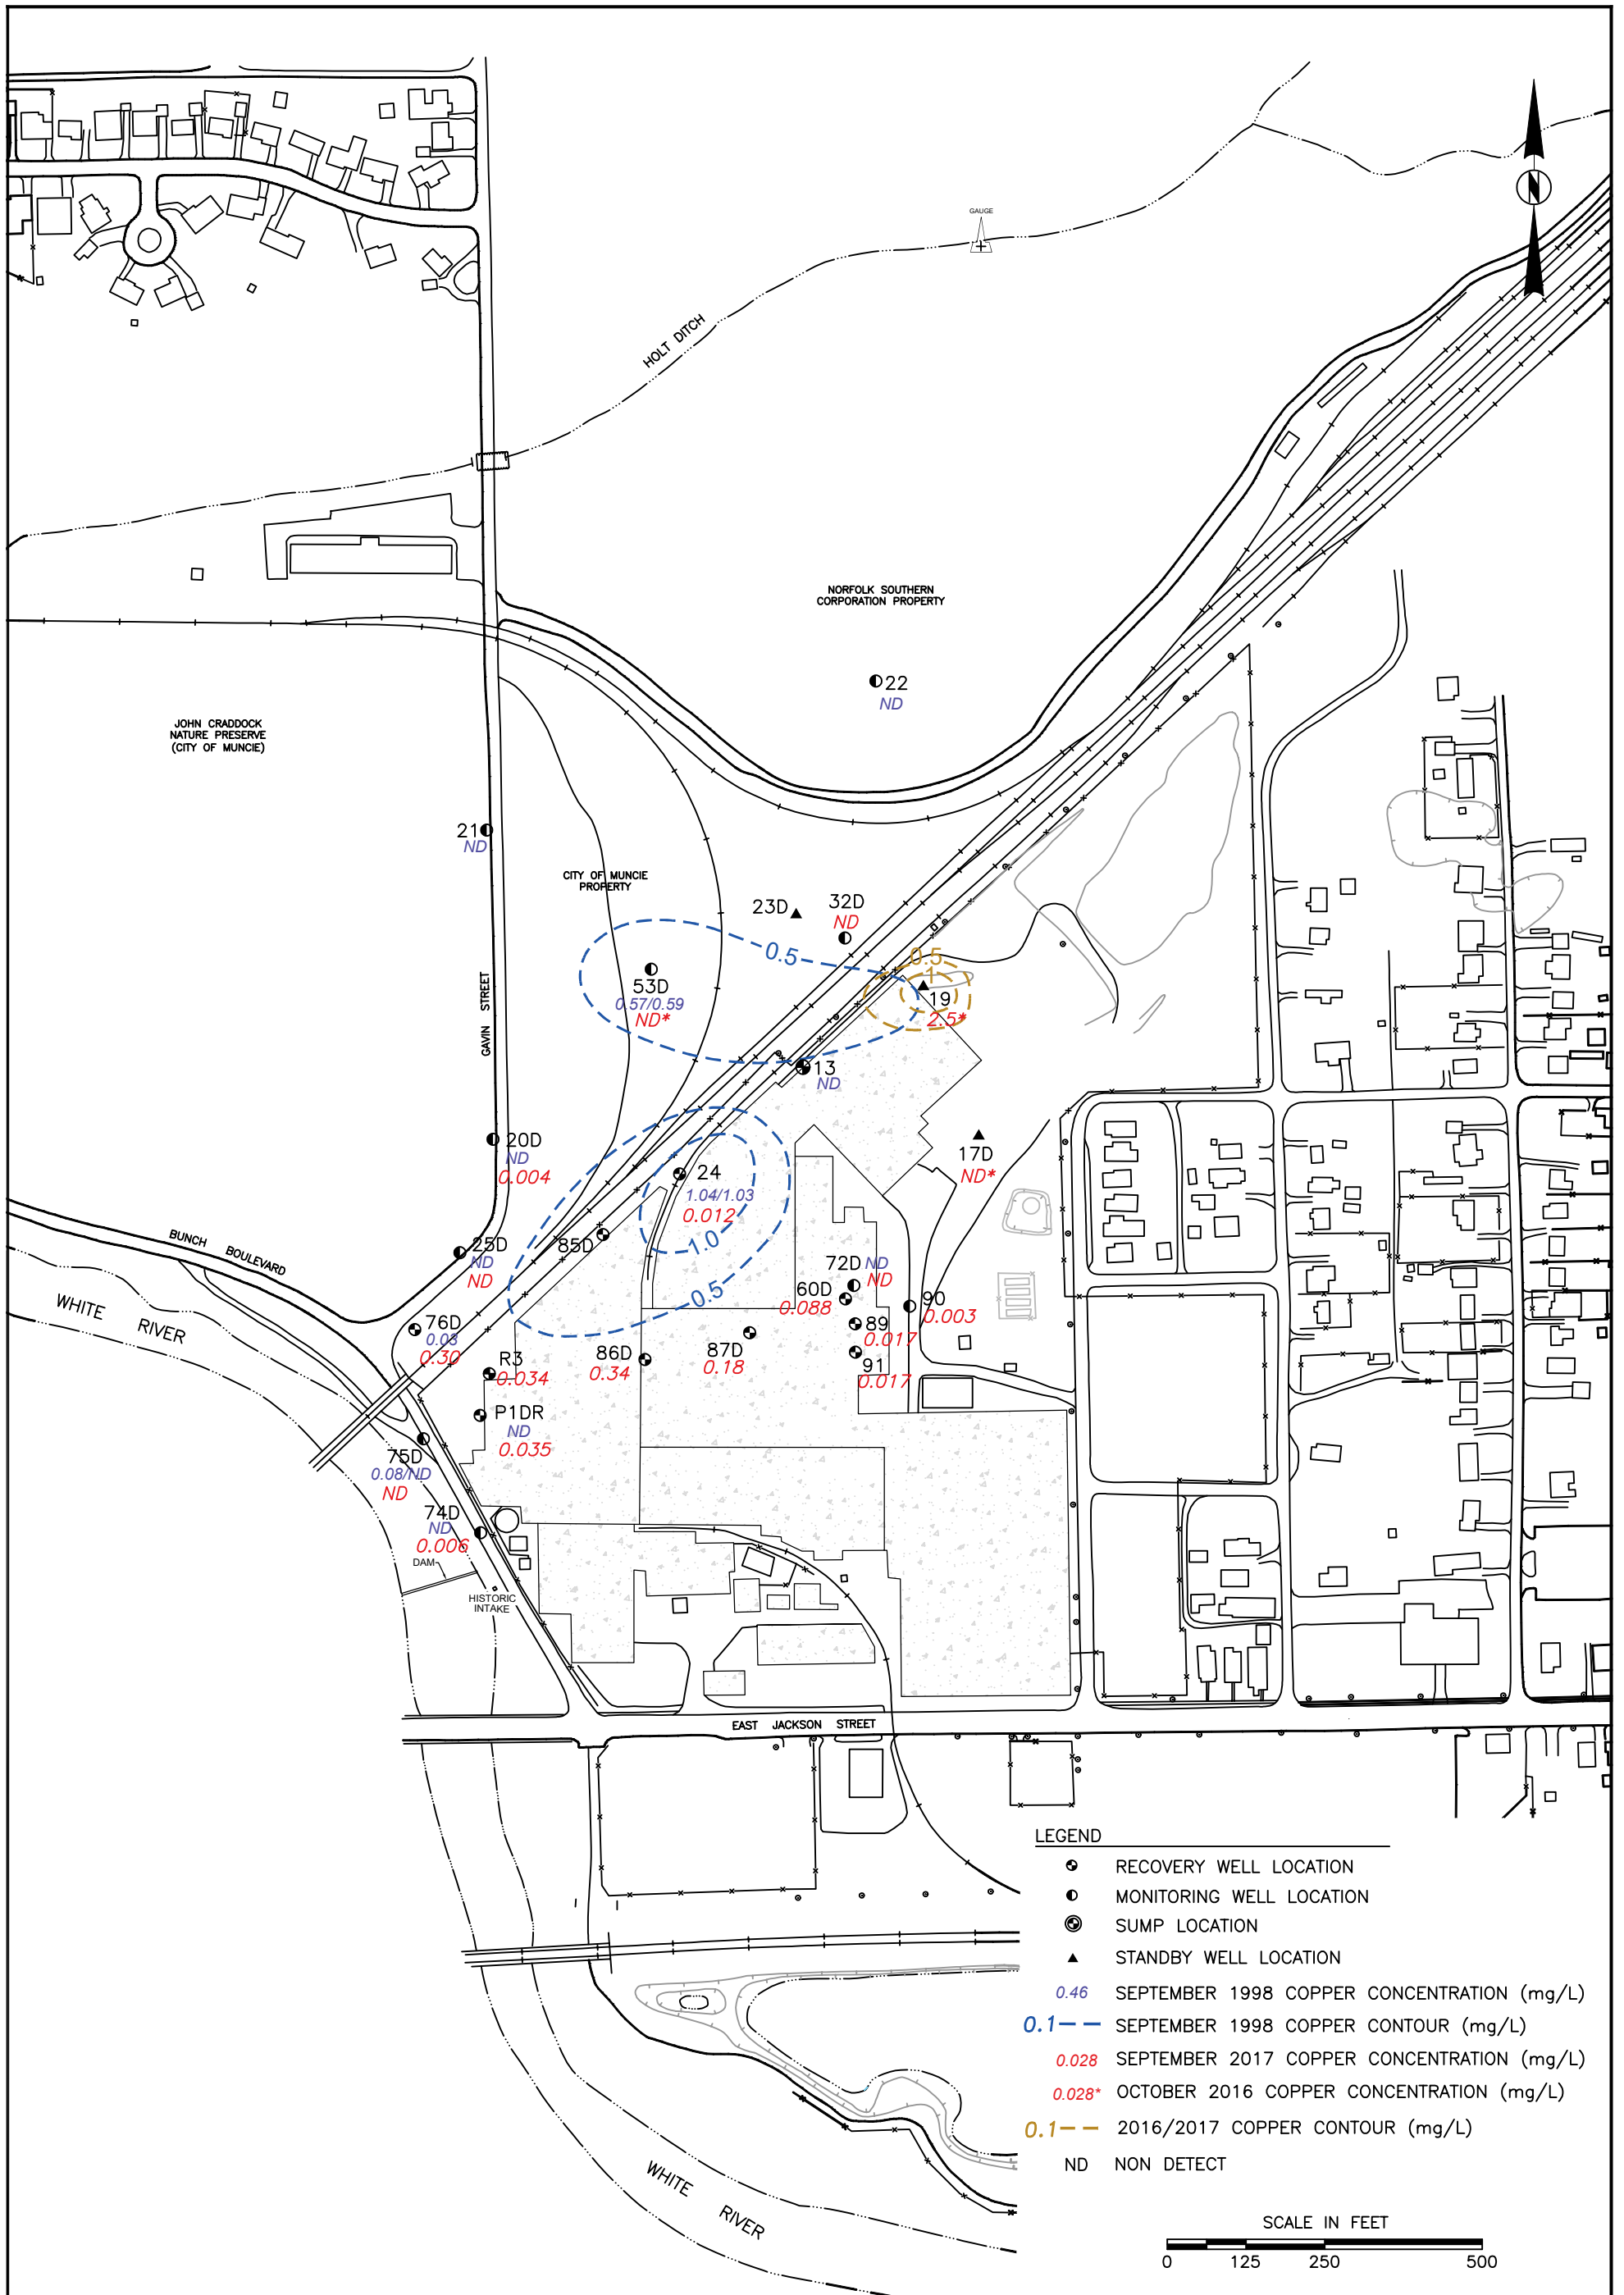 GAUGE
N
HOLT DITCH
NORFOLK SOUTHERN
CORPORATION PROPERTY
22
ND
JOHN CRADDOCK
NATURE PRESERVE
(CITY OF MUNCIE)
21
ND
CITY OF MUNCIE
PROPERTY
23D
32D
ND
0.5
0.5
1
53D
0.57/0.59
ND*
19
2.5*
GAVIN STREET
13
ND
20D
ND
0.004
24
1.04/1.03
0.012
17D
ND*
1.0
0.5
85D
25D
ND
ND
BUNCH BOULEVARD
WHITE RIVER
72D ND
ND
60D
0.088
90
0.003
76D
0.03
0.30
89
0.017
R3
0.034
86D
0.34
87D
0.18
91
0.017
P1DR
ND
0.035
75D
0.08/ND
ND
74D
ND
0.006
DAM
HISTORIC
INTAKE
EAST JACKSON STREET
LEGEND
RECOVERY WELL LOCATION
MONITORING WELL LOCATION
SUMP LOCATION
STANDBY WELL LOCATION
0.46 SEPTEMBER 1998 COPPER CONCENTRATION (mg/L)
0.1 SEPTEMBER 1998 COPPER CONTOUR (mg/L)
0.028 SEPTEMBER 2017 COPPER CONCENTRATION (mg/L)
0.028* OCTOBER 2016 COPPER CONCENTRATION (mg/L)
0.1 2016/2017 COPPER CONTOUR (mg/L)
ND NON DETECT
WHITE RIVER
SCALE IN FEET
0 125 250 500